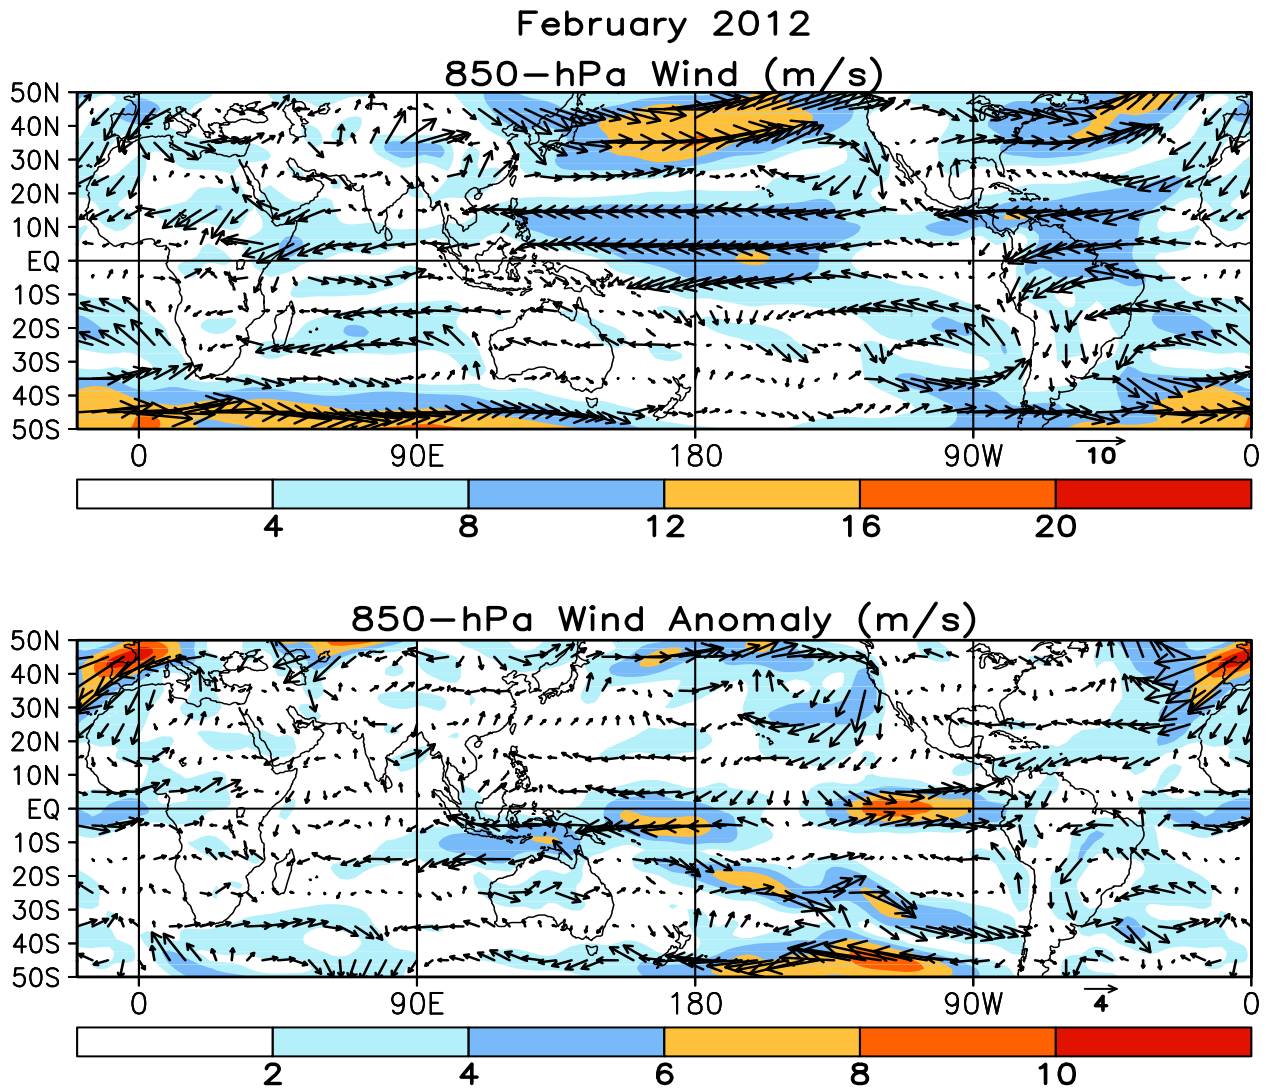 February 2012
850-hPa Wind (m/s)
50N
40N
30N
20N
10N
EQ
10S
20S
30S
40S
50S
0 90E 180 90W 0
10
4 8 12 16 20
850-hPa Wind Anomaly (m/s)
50N
40N
30N
20N
10N
EQ
10S
20S
30S
40S
50S
0 90E 180 90W 0
4
2 4 6 8 10